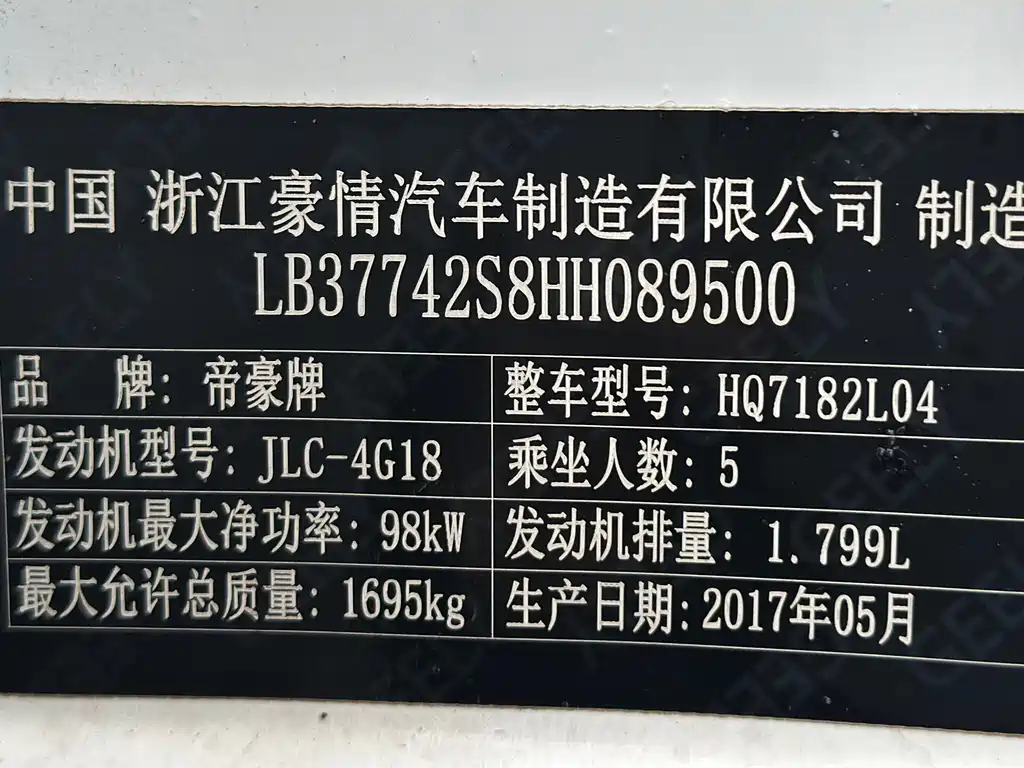 中国 浙江豪情汽车制造有限公司 制造
LB37742S8HH089500
品 牌: 帝豪牌 整车型号: HQ7182L04
发动机型号: JLC-4G18 乘坐人数: 5
发动机最大净功率: 98kW 发动机排量: 1.799L
最大允许总质量: 1695kg 生产日期: 2017年05月